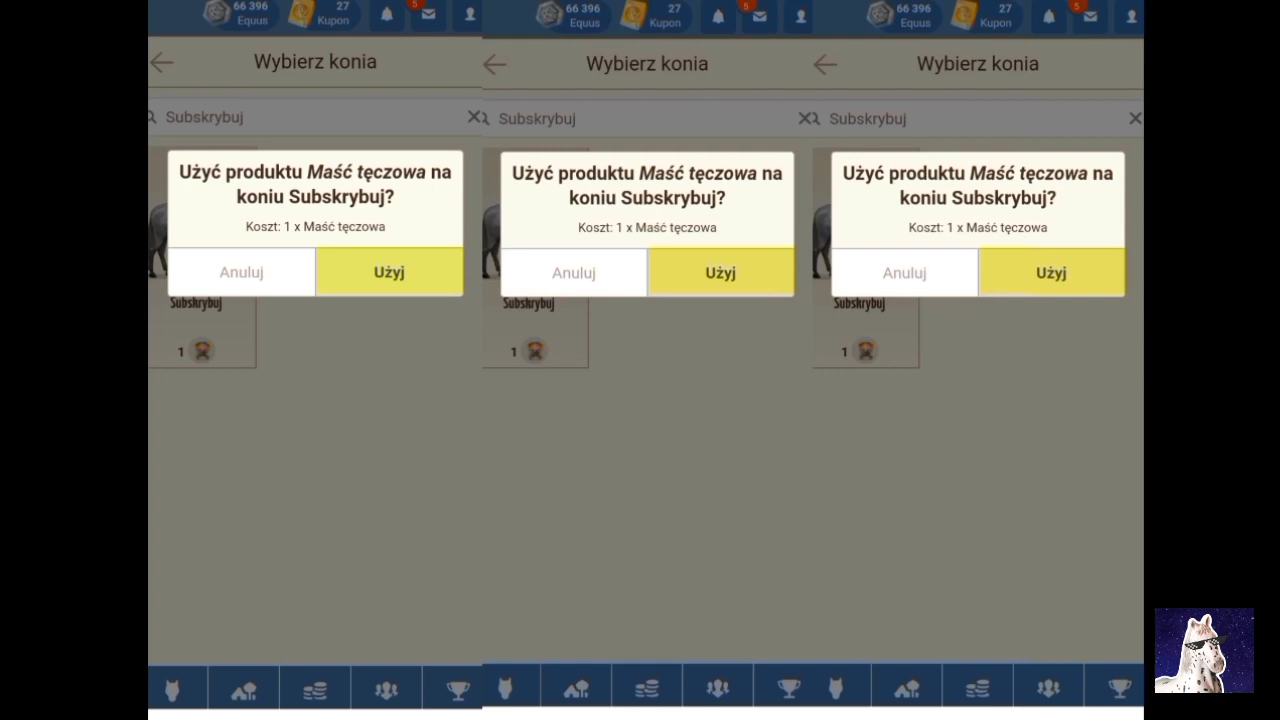 66 396
Equus
27
Kupon
5
Wybierz konia
Subskrybuj
Użyć produktu Maść tęczowa na
koniu Subskrybuj?
Koszt: 1 x Maść tęczowa
Anuluj
Użyj
Subskrybuj
1
66 396
Equus
27
Kupon
5
Wybierz konia
Subskrybuj
Użyć produktu Maść tęczowa na
koniu Subskrybuj?
Koszt: 1 x Maść tęczowa
Anuluj
Użyj
Subskrybuj
1
66 396
Equus
27
Kupon
5
Wybierz konia
Subskrybuj
Użyć produktu Maść tęczowa na
koniu Subskrybuj?
Koszt: 1 x Maść tęczowa
Anuluj
Użyj
Subskrybuj
1